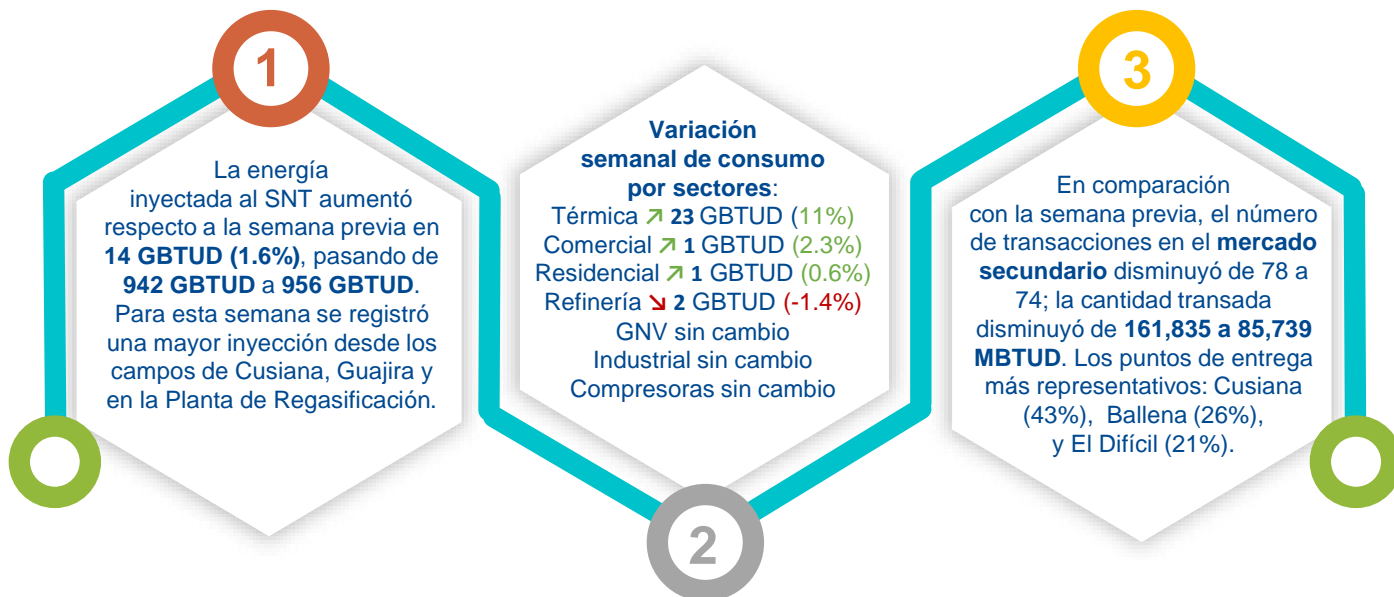 1
La energía
inyectada al SNT aumentó
respecto a la semana previa en
14 GBTUD (1.6%), pasando de
942 GBTUD a 956 GBTUD.
Para esta semana se registró
una mayor inyección desde los
campos de Cusiana, Guajira y
en la Planta de Regasificación.
Variación
semanal de consumo
por sectores:
Térmica ↗ 23 GBTUD (11%)
Comercial ↗ 1 GBTUD (2.3%)
Residencial ↗ 1 GBTUD (0.6%)
Refinería ↘ 2 GBTUD (-1.4%)
GNV sin cambio
Industrial sin cambio
Compresoras sin cambio
2
3
En comparación
con la semana previa, el número
de transacciones en el mercado
secundario disminuyó de 78 a
74; la cantidad transada
disminuyó de 161,835 a 85,739
MBTUD. Los puntos de entrega
más representativos: Cusiana
(43%), Ballena (26%),
y El Difícil (21%).